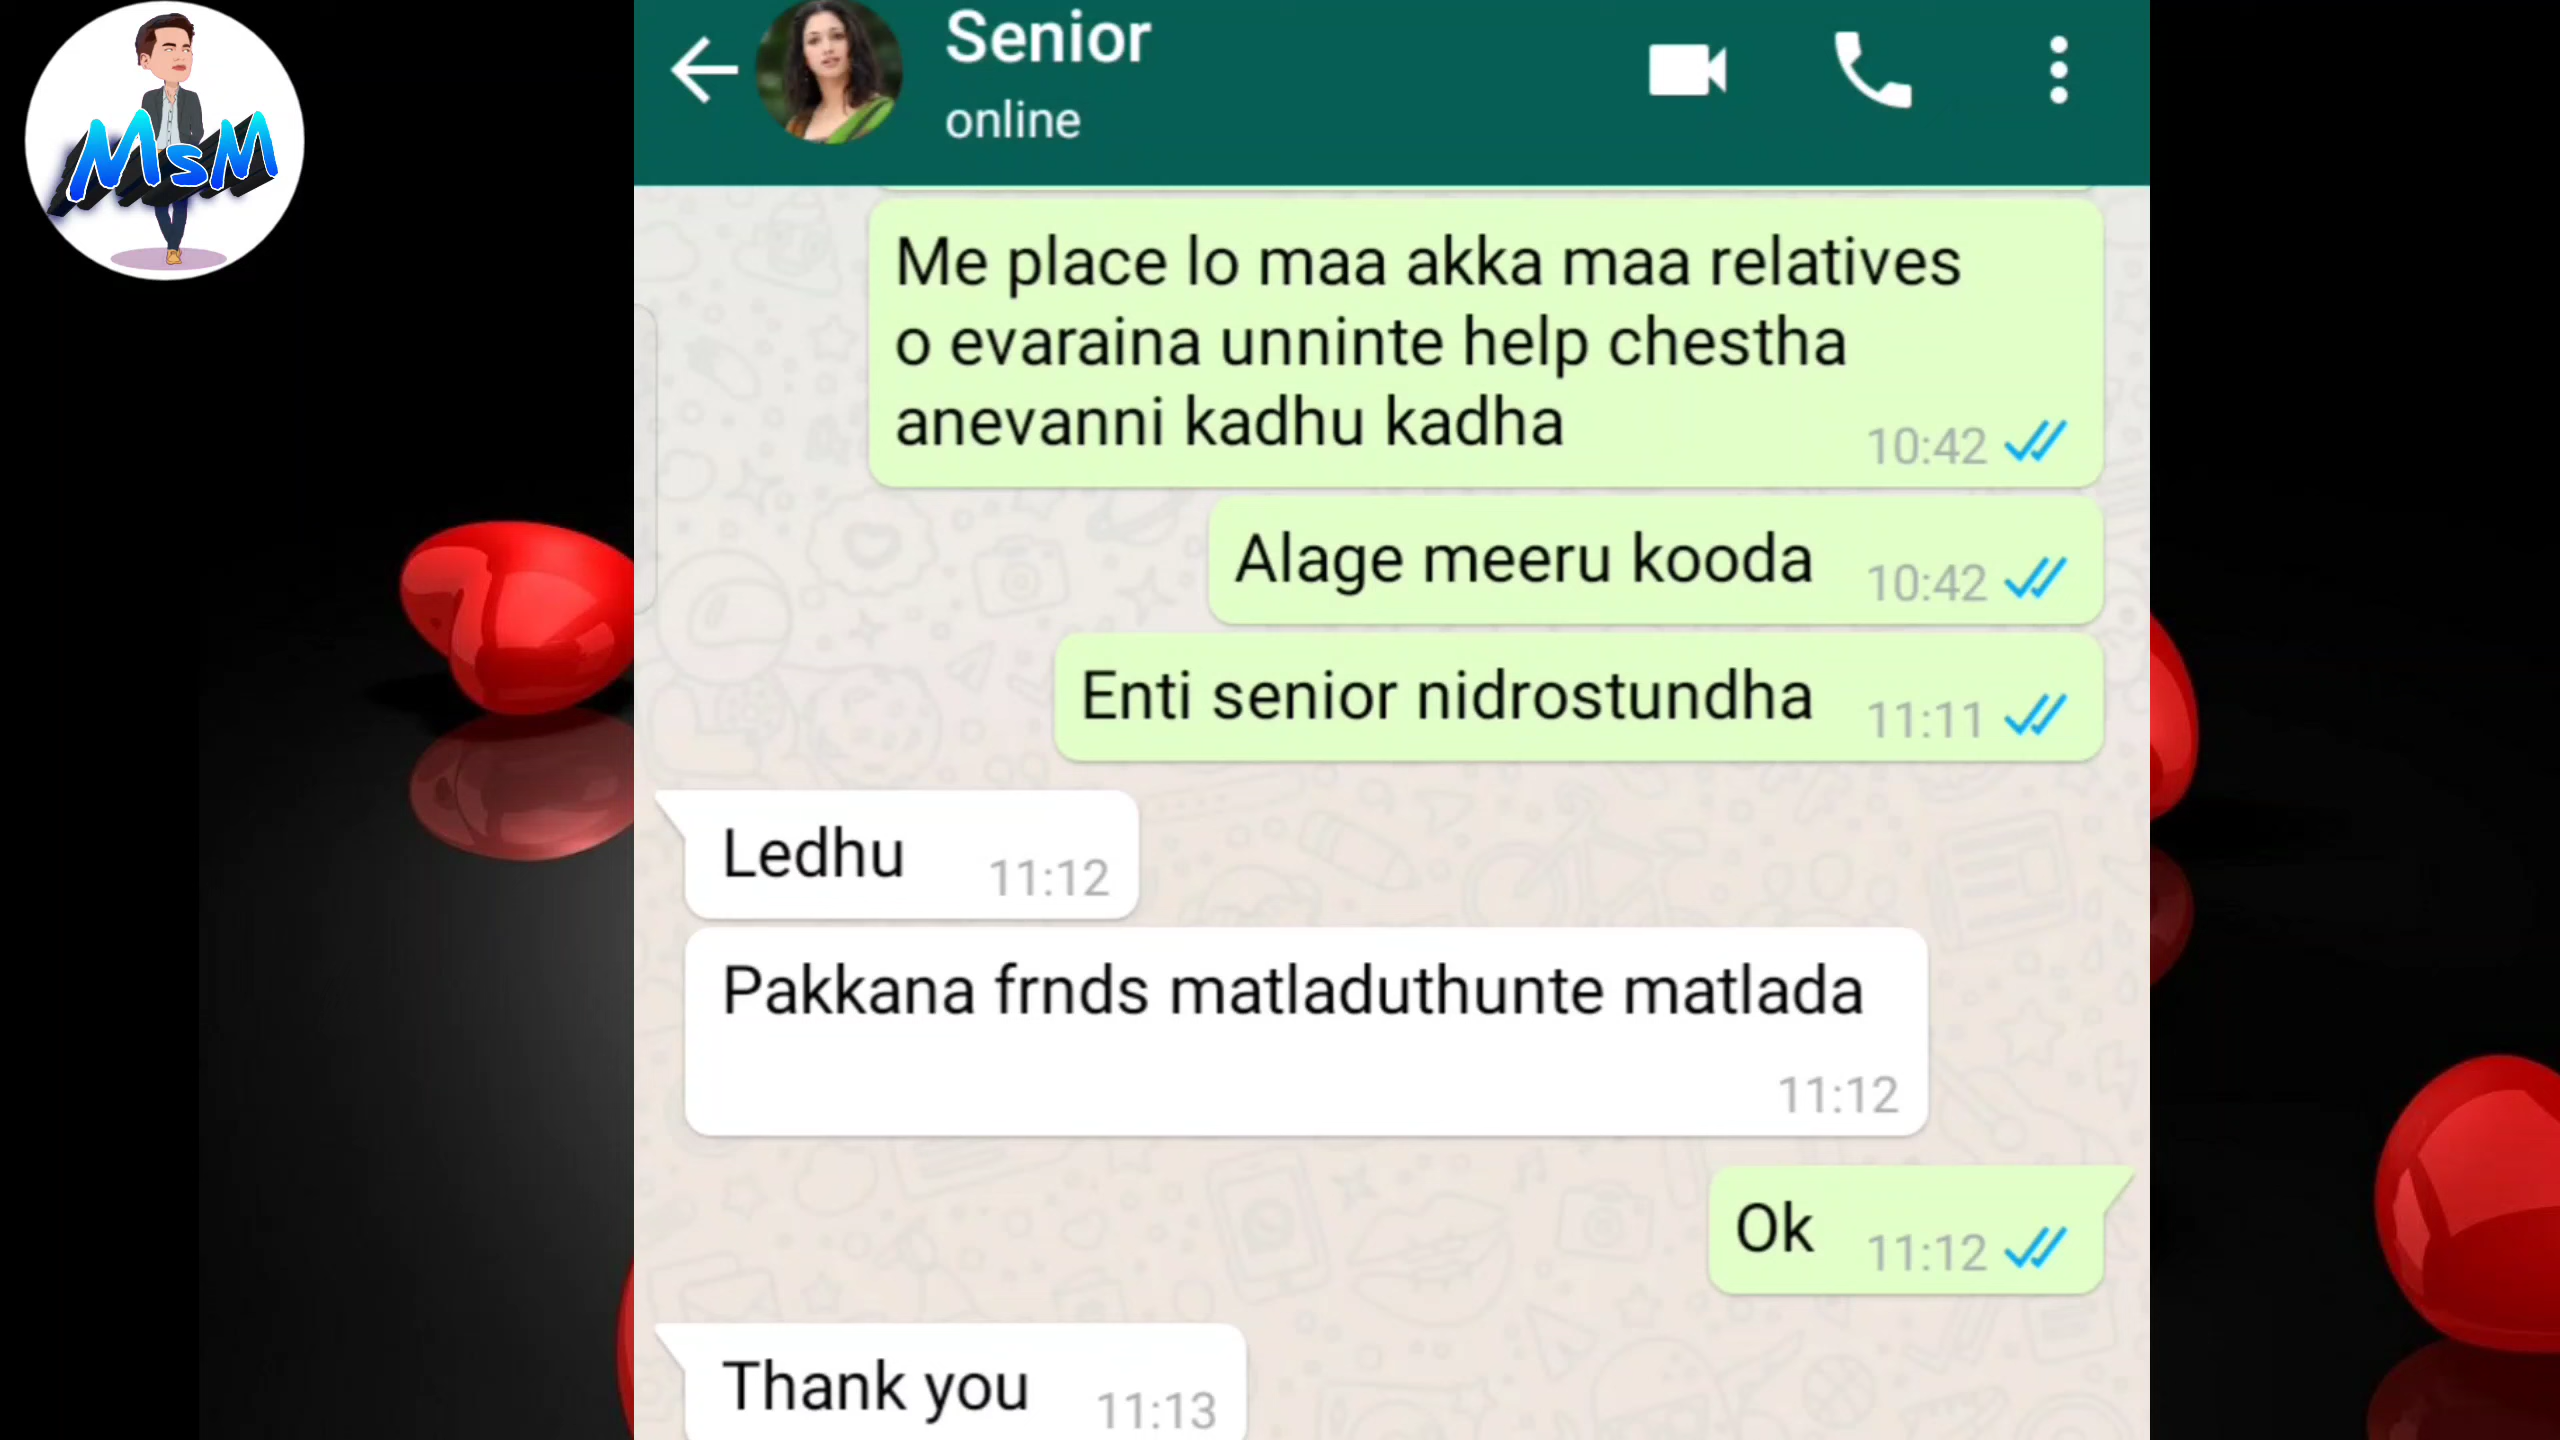 MsM
Senior
online
Me place lo maa akka maa relatives
o evaraina unninte help chestha
anevanni kadhu kadha
10:42
Alage meeru kooda
10:42
Enti senior nidrostundha
11:11
Ledhu
11:12
Pakkana frnds matladuthunte matlada
11:12
Ok
11:12
Thank you
11:13